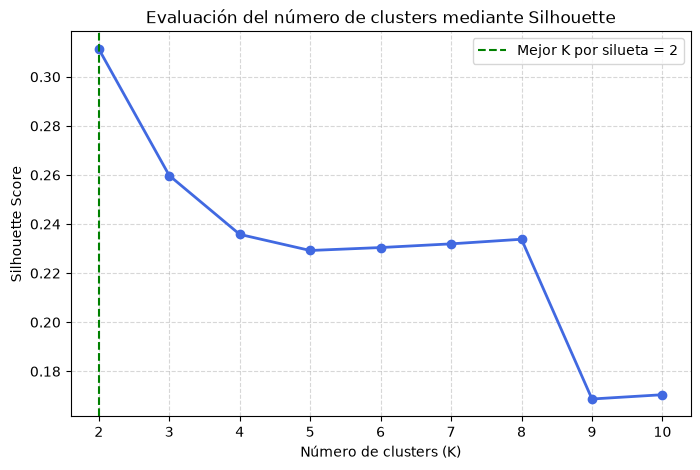 Evaluación del número de clusters mediante Silhouette
Mejor K por silueta = 2
Silhouette Score
0.30
0.28
0.26
0.24
0.22
0.20
0.18
2 3 4 5 6 7 8 9 10
Número de clusters (K)